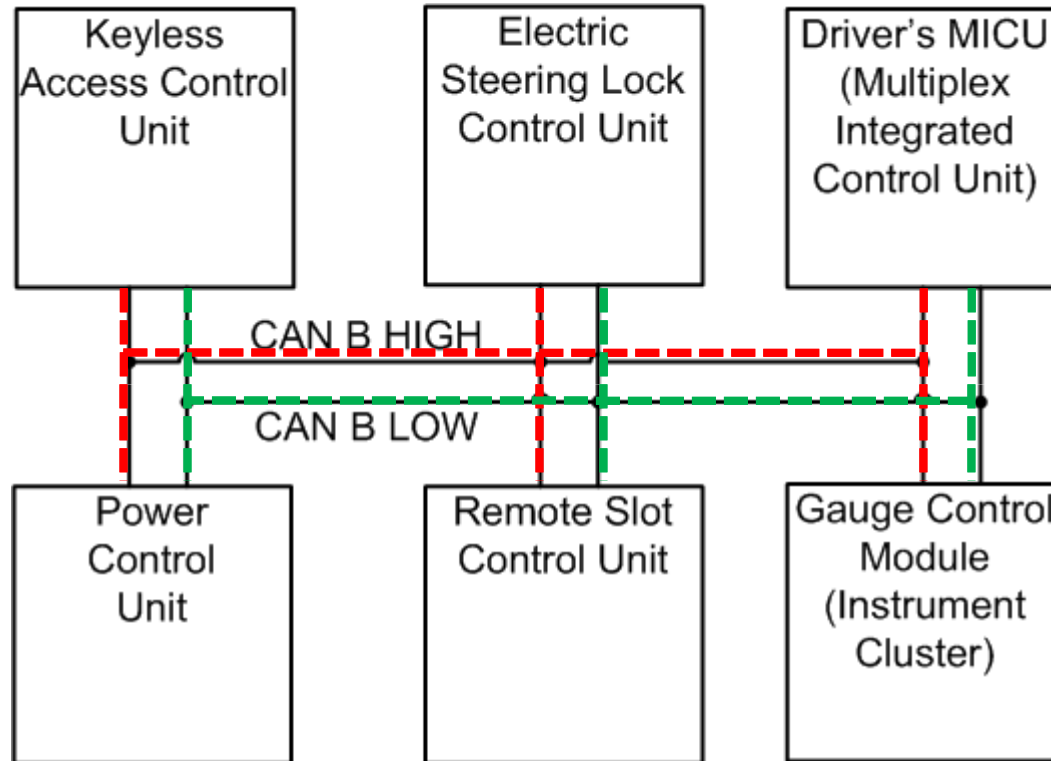 Keyless
Access Control
Unit
Electric
Steering Lock
Control Unit
Driver's MICU
(Multiplex
Integrated
Control Unit)
CAN B HIGH
CAN B LOW
Power
Control
Unit
Remote Slot
Control Unit
Gauge Control
Module
(Instrument
Cluster)